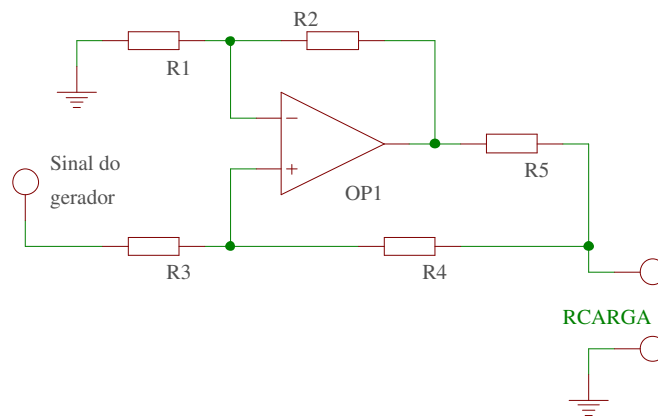 R2
R1
−
Sinal do
gerador
+
OP1
R5
R3
R4
RCARGA